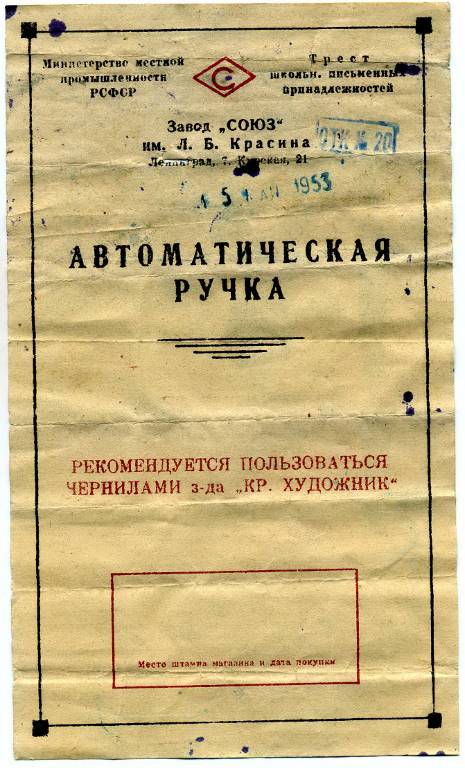 Министерство местной
промышленности
РСФСР
С
Трест
школьн. письменных
принадлежностей
Завод „СОЮЗ“
им. Л. Б. Красина
Ленинград, 7. Курская, 21
ОТК № 20
5 МАЙ 1953
АВТОМАТИЧЕСКАЯ
РУЧКА
РЕКОМЕНДУЕТСЯ ПОЛЬЗОВАТЬСЯ
ЧЕРНИЛАМИ з-да „КР. ХУДОЖНИК“
Место штампа магазина и дата покупки